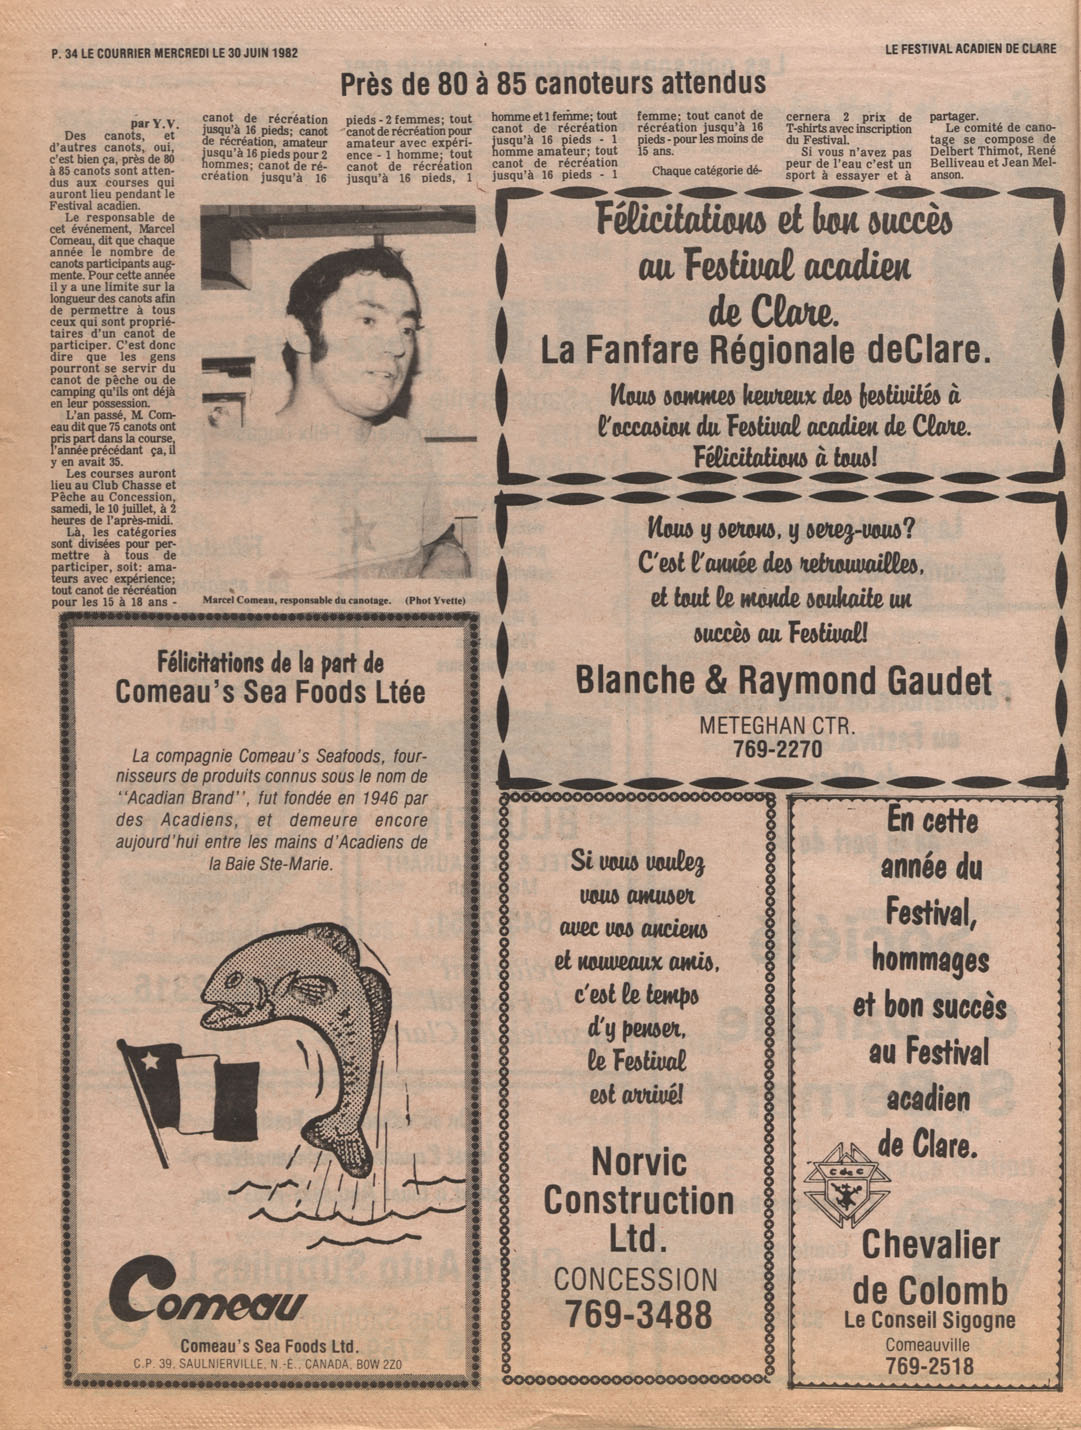 P. 34 LE COURRIER MERCREDI LE 30 JUIN 1982
LE FESTIVAL ACADIEN DE CLARE
Près de 80 à 85 canoteurs attendus
par Y.V.
Des canots, et
d'autres canots, oui,
c'est bien ça, près de 80
à 85 canots sont atten-
dus aux courses qui
auront lieu pendant le
Festival acadien.
Le responsable de
cet événement, Marcel
Comeau, dit que chaque
année le nombre de
canots participants aug-
mente. Pour cette année
il y a une limite sur la
longueur des canots afin
de permettre à tous
ceux qui sont proprié-
taires d'un canot de
participer. C'est donc
dire que les gens
pourront se servir du
canot de pêche ou de
camping qu'ils ont déjà
en leur possession.
L'an passé, M. Com-
eau dit que 75 canots ont
pris part dans la course,
l'année précédant ça, il
y en avait 35.
Les courses auront
lieu au Club Chasse et
Pêche au Concession,
samedi, le 10 juillet, à 2
heures de l'après-midi.
Là, les catégories
sont divisées pour per-
mettre à tous de
participer, soit: ama-
teurs avec expérience;
tout canot de récréation
pour les 15 à 18 ans -
canot de récréation
jusqu'à 16 pieds; canot
de récréation, amateur
jusqu'à 16 pieds pour 2
hommes; canot de ré-
création jusqu'à 16
pieds - 2 femmes; tout
canot de récréation pour
amateur avec expéri-
ence - 1 homme; tout
canot de récréation
jusqu'à 16 pieds, 1
homme et 1 femme; tout
canot de récréation
jusqu'à 16 pieds - 1
homme amateur; tout
canot de récréation
jusqu'à 16 pieds - 1
femme; tout canot de
récréation jusqu'à 16
pieds - pour les moins de
15 ans.
Chaque catégorie dé-
cernera 2 prix de
T-shirts avec inscription
du Festival.
Si vous n'avez pas
peur de l'eau c'est un
sport à essayer et à
partager.
Le comité de cano-
tage se compose de
Delbert Thimot, René
Belliveau et Jean Mel-
anson.
Marcel Comeau, responsable du canotage. (Phot Yvette)
Félicitations et bon succès
au Festival acadien
de Clare.
La Fanfare Régionale deClare.
Nous sommes heureux des festivités à
l'occasion du Festival acadien de Clare.
Félicitations à tous!
Nous y serons, y serez-vous?
C'est l'année des retrouvailles,
et tout le monde souhaite un
succès au Festival!
Blanche & Raymond Gaudet
METEGHAN CTR.
769-2270
Félicitations de la part de
Comeau's Sea Foods Ltée
La compagnie Comeau's Seafoods, four-
nisseurs de produits connus sous le nom de
"Acadian Brand", fut fondée en 1946 par
des Acadiens, et demeure encore
aujourd'hui entre les mains d'Acadiens de
la Baie Ste-Marie.
Comeau
Comeau's Sea Foods Ltd.
C.P. 39, SAULNIERVILLE, N.-É., CANADA, BOW 2Z0
Si vous voulez
vous amuser
avec vos anciens
et nouveaux amis,
c'est le temps
d'y penser,
le Festival
est arrivé!
Norvic
Construction
Ltd.
CONCESSION
769-3488
En cette
année du
Festival,
hommages
et bon succès
au Festival
acadien
de Clare.
C de C
Chevalier
de Colomb
Le Conseil Sigogne
Comeauville
769-2518